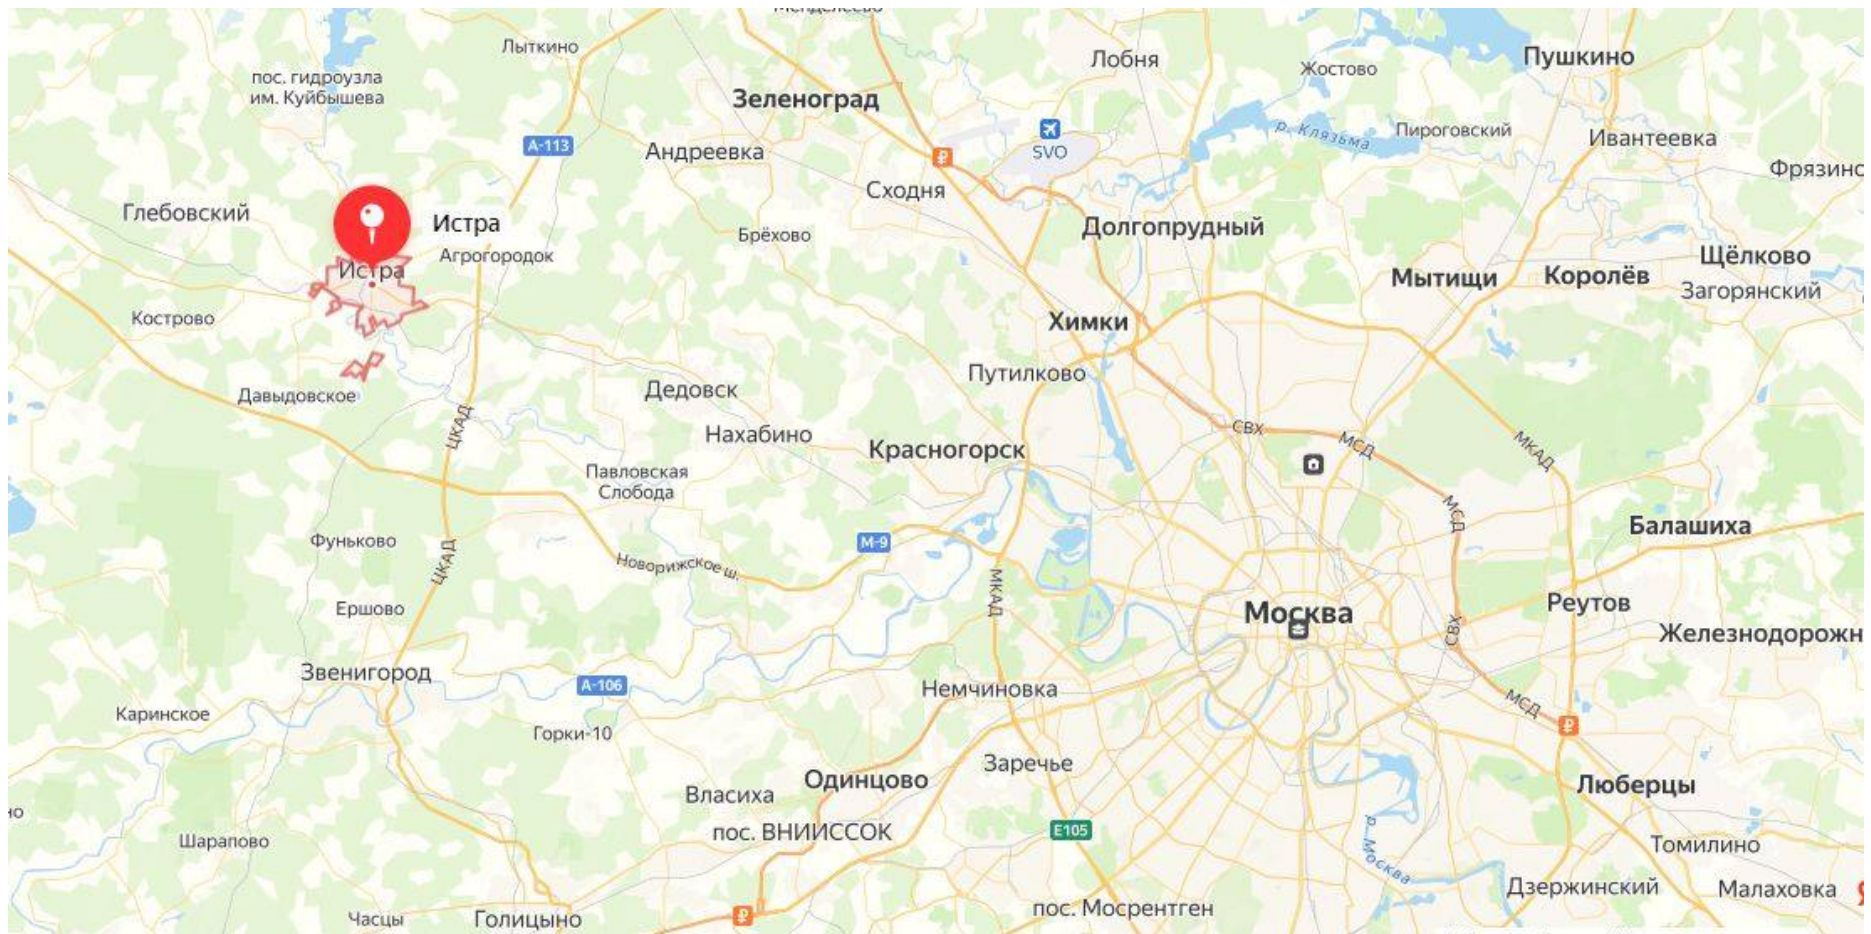 Менделеево
Лыткино
Лобня
Жостово
Пушкино
пос. гидроузла
им. Куйбышева
Зеленоград
А-113
Андреевка
SVO
р. Клязьма
Пироговский
Ивантеевка
Фрязино
Сходня
Глебовский
Истра
Агрогородок
Брёхово
Долгопрудный
Щёлково
Истра
Мытищи
Королёв
Загорянский
Кострово
Химки
Путилково
Давыдовское
Дедовск
ЦКАД
Нахабино
Красногорск
СВХ
МСД
МКАД
Павловская
Слобода
МСД
Балашиха
Фуньково
М-9
ЦКАД
Новорижское ш.
МКАД
Ершово
Москва
Реутов
СВХ
Железнодорожн
Звенигород
А-106
Немчиновка
Каринское
МСД
Горки-10
Заречье
Одинцово
Люберцы
Власиха
пос. ВНИИССОК
Е105
р. Москва
но
Шарапово
Томилино
Дзержинский
Малаховка
Часцы
Голицыно
пос. Мосрентген